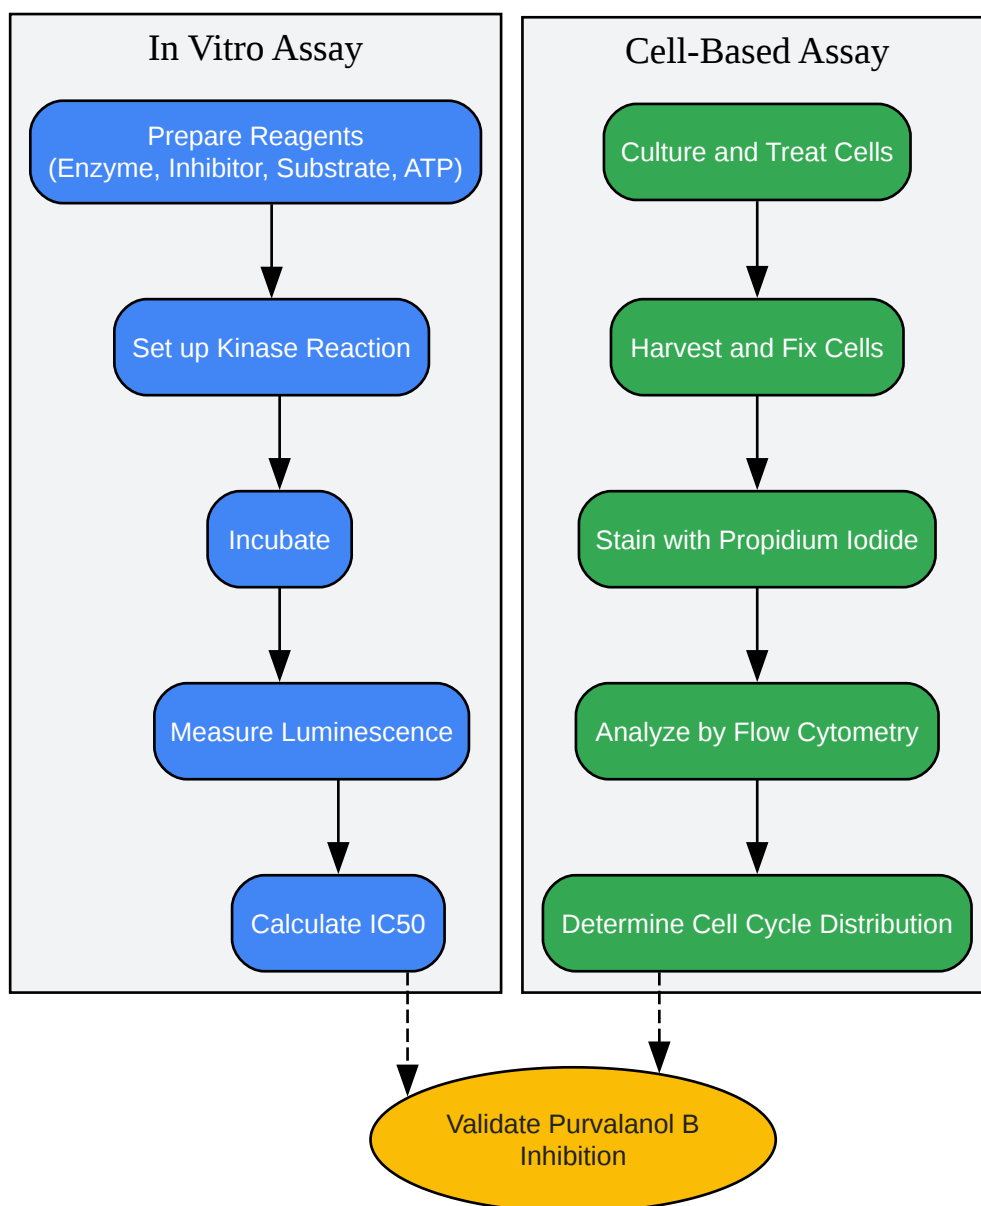 In Vitro Assay
Prepare Reagents
(Enzyme, Inhibitor, Substrate, ATP)
Set up Kinase Reaction
Incubate
Measure Luminescence
Calculate IC50
Cell-Based Assay
Culture and Treat Cells
Harvest and Fix Cells
Stain with Propidium Iodide
Analyze by Flow Cytometry
Determine Cell Cycle Distribution
Validate Purvalanol B
Inhibition